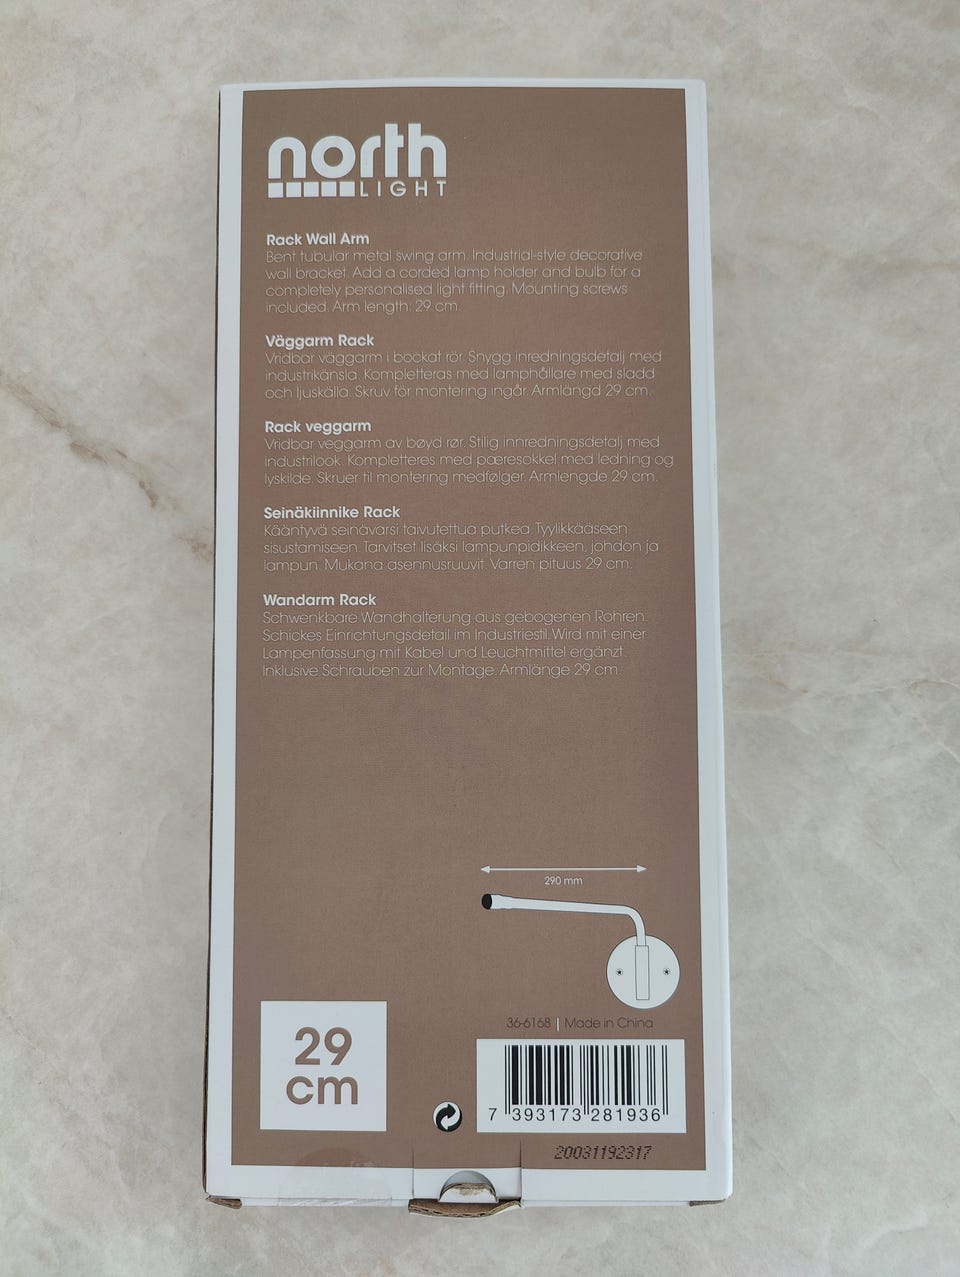 north
LIGHT
Rack Wall Arm
Bent tubular metal swing arm. Industrial-style decorative
wall bracket. Add a corded lamp holder and bulb for a
completely personalised light fitting. Mounting screws
included. Arm length: 29 cm.
Väggarm Rack
Vridbar väggarm i bockat rör. Snygg inredningsdetalj med
industrikänsla. Kompletteras med lamphållare med sladd
och ljuskälla. Skruv för montering ingår. Armlängd 29 cm.
Rack veggarm
Vridbar veggarm av bøyd rør. Stilig innredningsdetalj med
industrilook. Kompletteres med pæresokkel med ledning og
lyskilde. Skruer til montering medfølger. Armlengde 29 cm.
Seinäkiinnike Rack
Kääntyvä seinävarsi taivutettua putkea. Tyylikkääseen
sisustamiseen. Tarvitset lisäksi lampunpidikkeen, johdon ja
lampun. Mukana asennusruuvit. Varren pituus 29 cm.
Wandarm Rack
Schwenkbare Wandhalterung aus gebogenen Rohren.
Schickes Einrichtungsdetail im Industriestil. Wird mit einer
Lampenfassung mit Kabel und Leuchtmittel ergänzt.
Inklusive Schrauben zur Montage. Armlänge 29 cm.
290 mm
36-6168 | Made in China
29
cm
7 393173 281936
20031192317